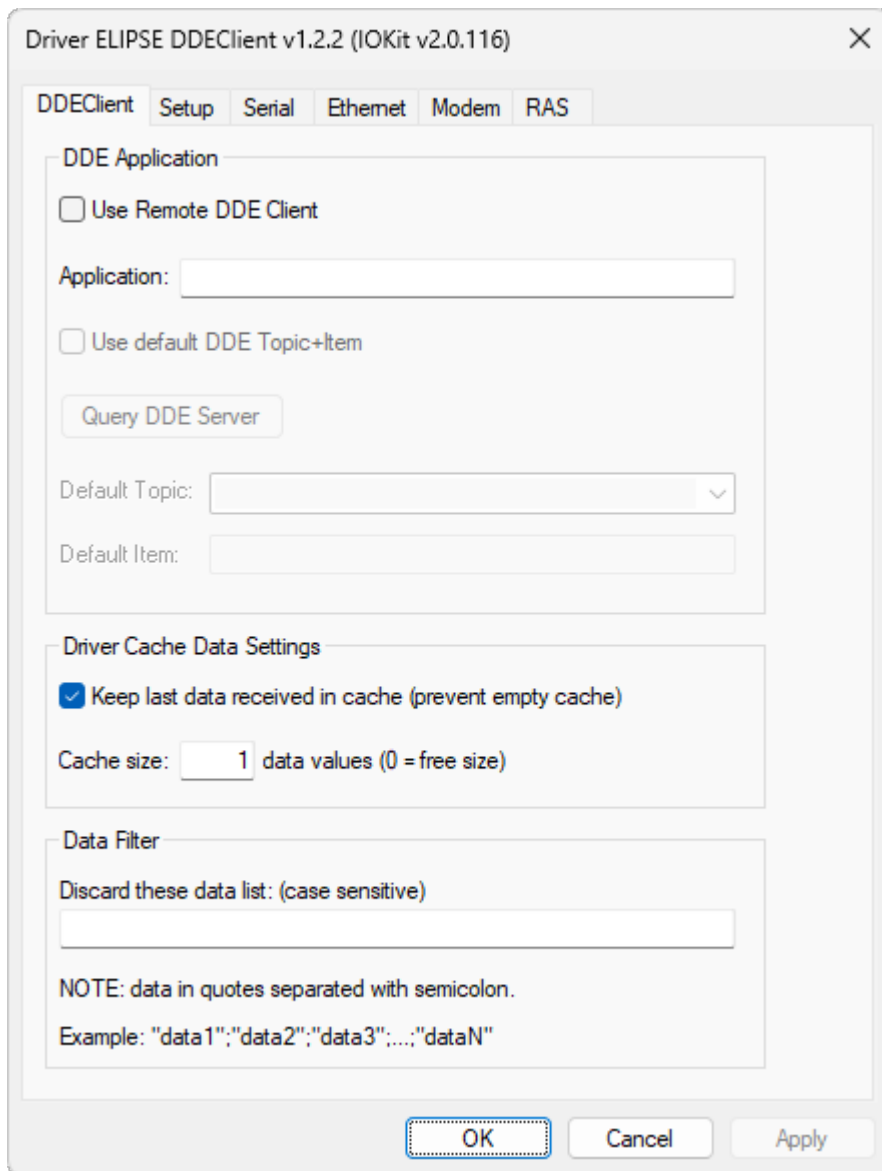 Driver ELIPSE DDEClient v1.2.2 (IOKit v2.0.116)
DDEClient Setup Serial Ethernet Modem RAS
DDE Application
Use Remote DDE Client
Application:
Use default DDE Topic+Item
Query DDE Server
Default Topic:
Default Item:
Driver Cache Data Settings
Keep last data received in cache (prevent empty cache)
Cache size: 1 data values (0 = free size)
Data Filter
Discard these data list: (case sensitive)
NOTE: data in quotes separated with semicolon.
Example: "data1";"data2";"data3";...;"dataN"
OK Cancel Apply